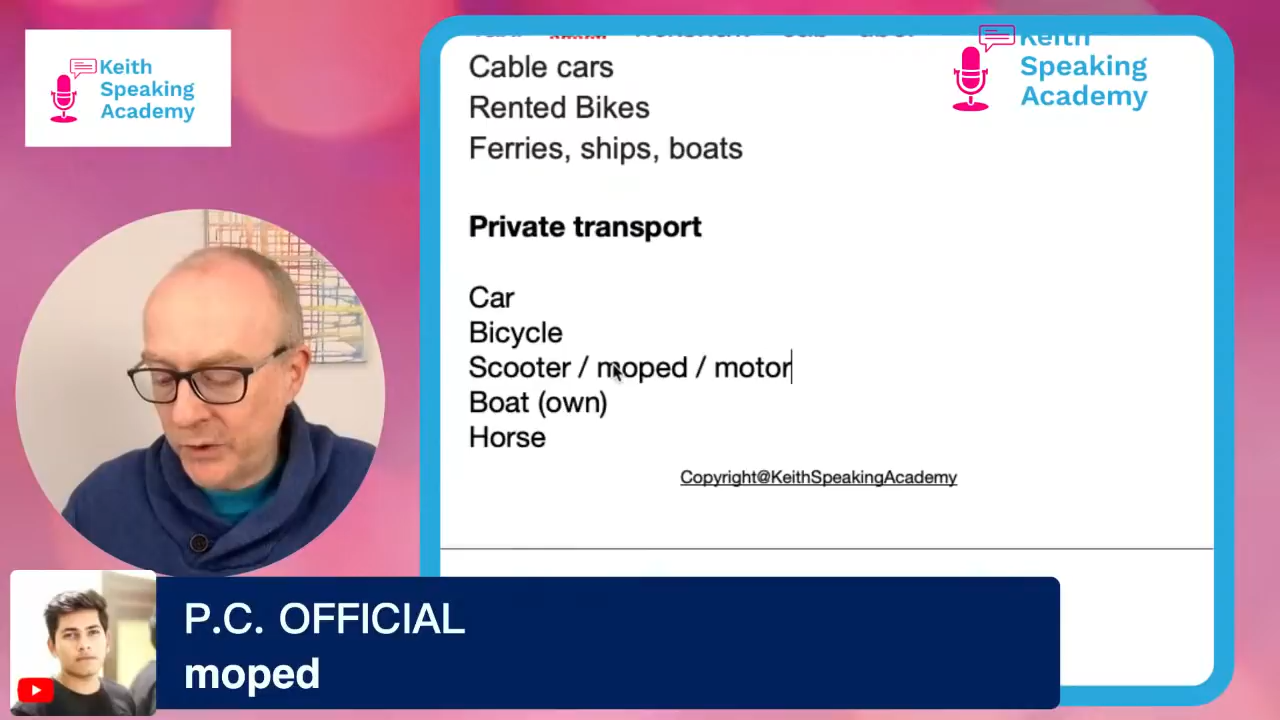 Keith
Speaking
Academy
Keith
Speaking
Academy
Cable cars
Rented Bikes
Ferries, ships, boats
Private transport
Car
Bicycle
Scooter / moped / motor
Boat (own)
Horse
Copyright@KeithSpeakingAcademy
P.C. OFFICIAL
moped